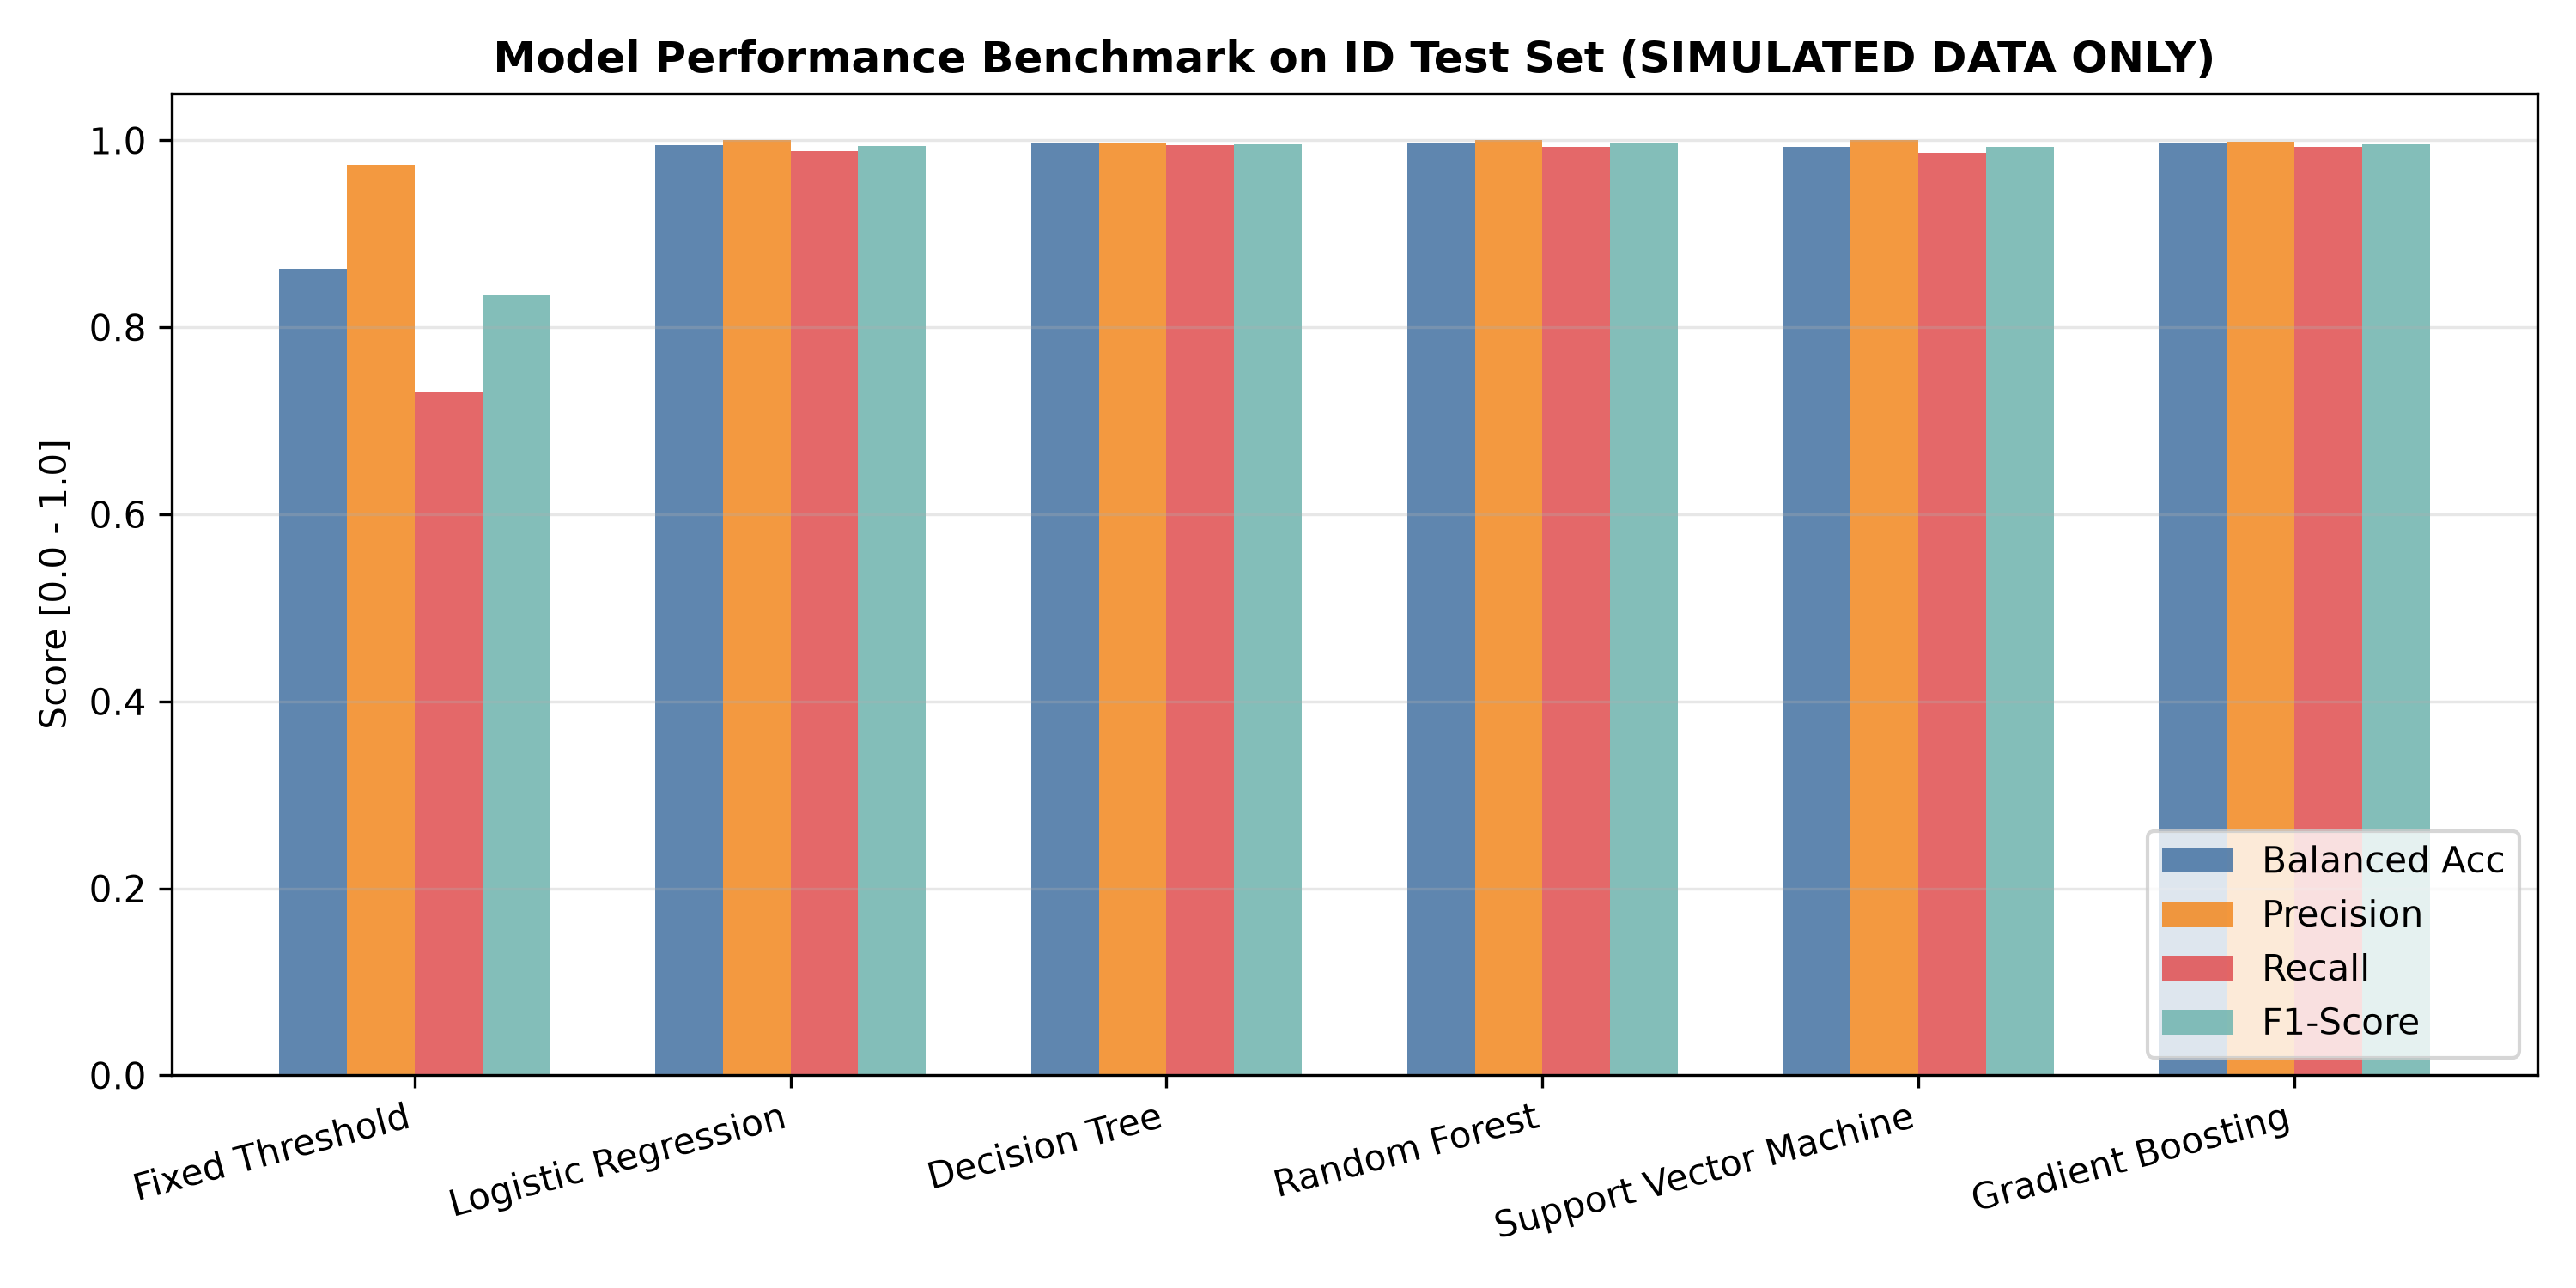 Model Performance Benchmark on ID Test Set (SIMULATED DATA ONLY)
Score [0.0 - 1.0]
1.0
0.8
0.6
0.4
0.2
0.0
Balanced Acc
Precision
Recall
F1-Score
Fixed Threshold
Logistic Regression
Decision Tree
Random Forest
Support Vector Machine
Gradient Boosting